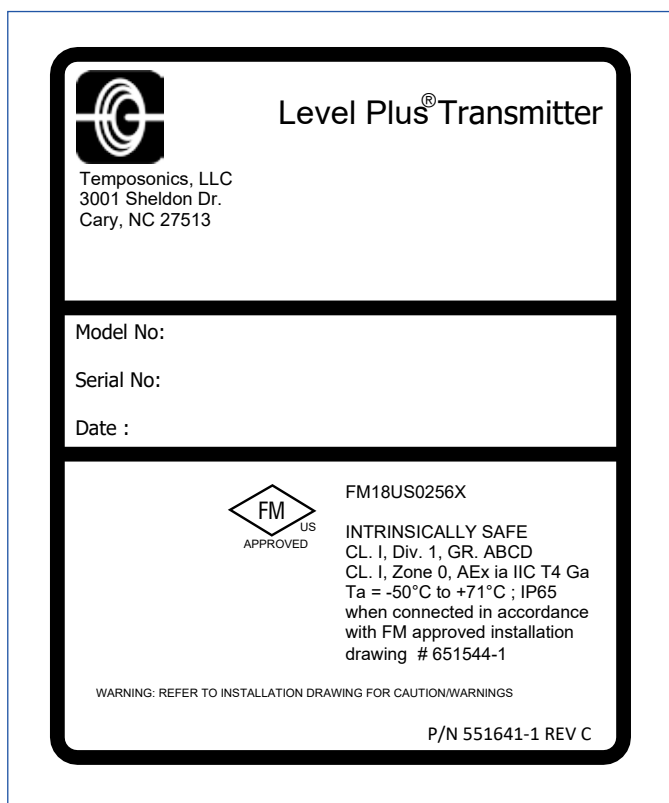 Level Plus® Transmitter
Temposonics, LLC
3001 Sheldon Dr.
Cary, NC 27513
Model No:
Serial No:
Date :
FM
US
APPROVED
FM18US0256X
INTRINSICALLY SAFE
CL. I, Div. 1, GR. ABCD
CL. I, Zone 0, AEx ia IIC T4 Ga
Ta = -50°C to +71°C ; IP65
when connected in accordance
with FM approved installation
drawing # 651544-1
WARNING: REFER TO INSTALLATION DRAWING FOR CAUTION/WARNINGS
P/N 551641-1 REV C